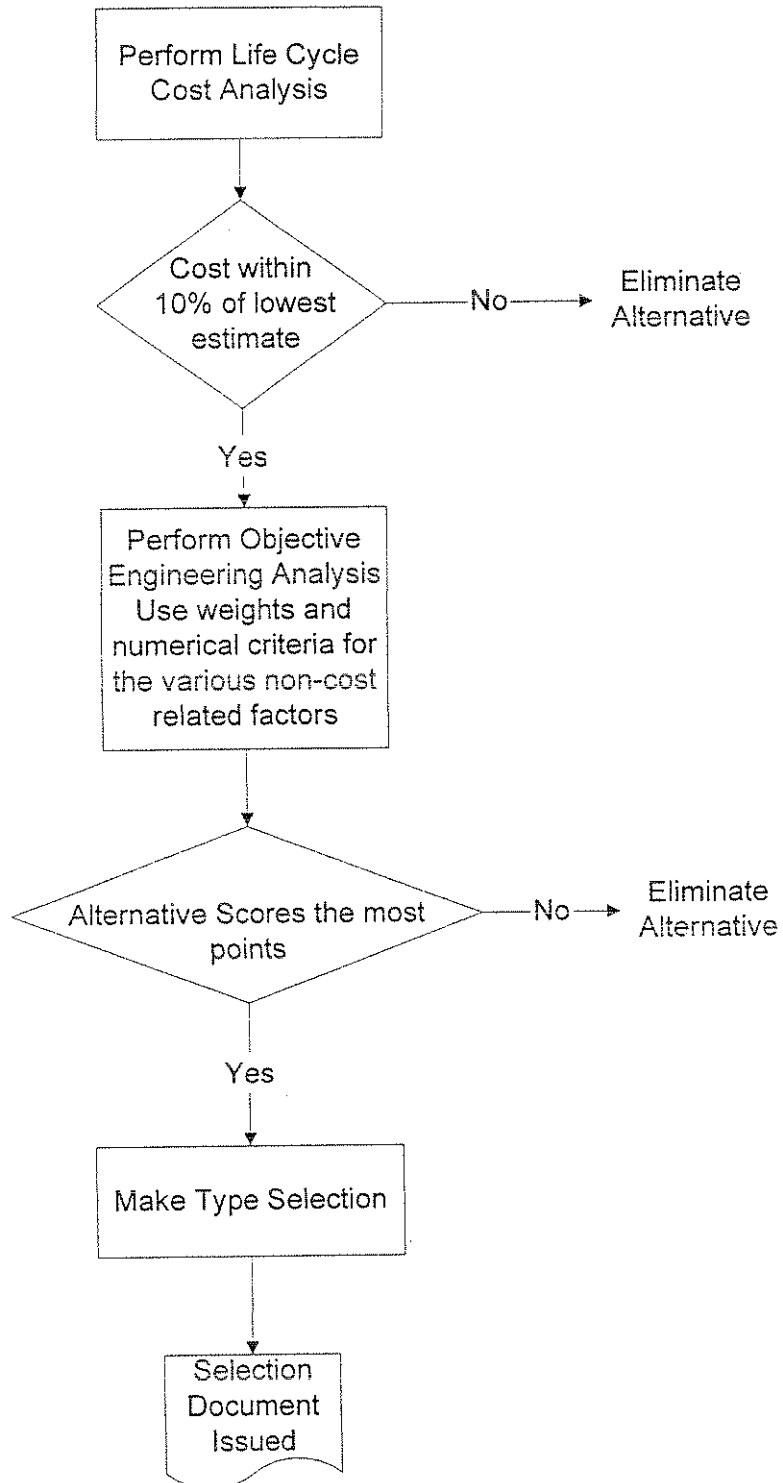 Perform Life Cycle
Cost Analysis
Cost within
10% of lowest
estimate
No
Eliminate
Alternative
Yes
Perform Objective
Engineering Analysis
Use weights and
numerical criteria for
the various non-cost
related factors
Alternative Scores the most
points
No
Eliminate
Alternative
Yes
Make Type Selection
Selection
Document
Issued